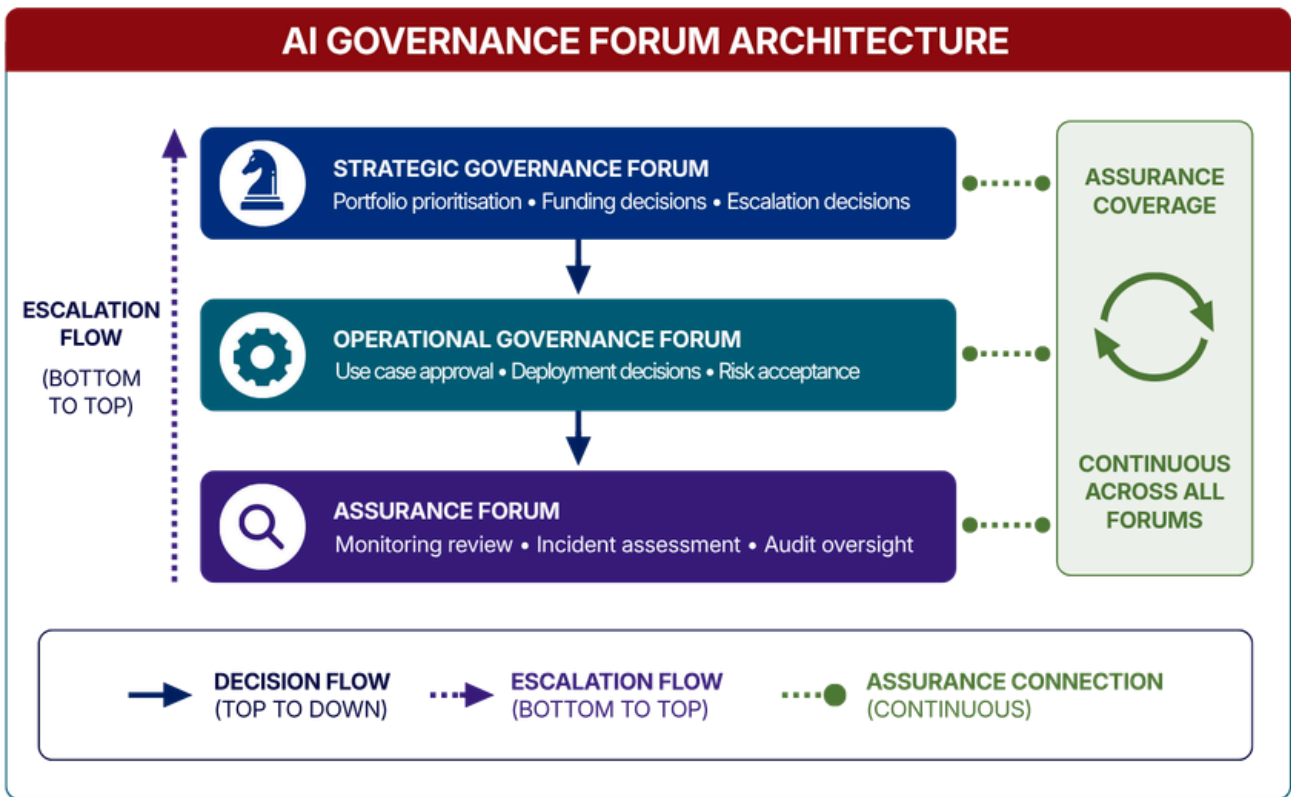 AI GOVERNANCE FORUM ARCHITECTURE
STRATEGIC GOVERNANCE FORUM
Portfolio prioritisation • Funding decisions • Escalation decisions
ASSURANCE
COVERAGE
ESCALATION
FLOW
(BOTTOM
TO TOP)
OPERATIONAL GOVERNANCE FORUM
Use case approval • Deployment decisions • Risk acceptance
ASSURANCE FORUM
Monitoring review • Incident assessment • Audit oversight
CONTINUOUS
ACROSS ALL
FORUMS
DECISION FLOW
(TOP TO DOWN)
ESCALATION FLOW
(BOTTOM TO TOP)
ASSURANCE CONNECTION
(CONTINUOUS)